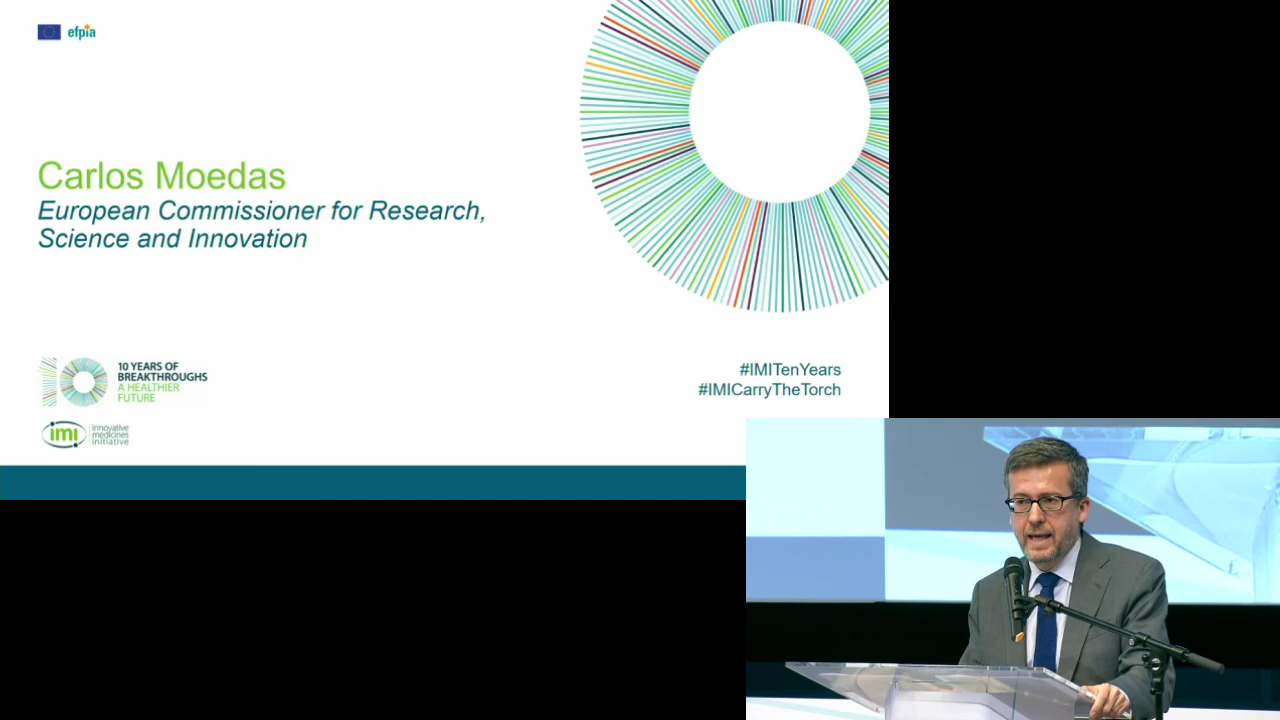 efpia
Carlos Moedas
European Commissioner for Research,
Science and Innovation
10 YEARS OF
BREAKTHROUGHS
A HEALTHIER
FUTURE
#IMITenYears
#IMICarryTheTorch
imi
innovative
medicines
initiative